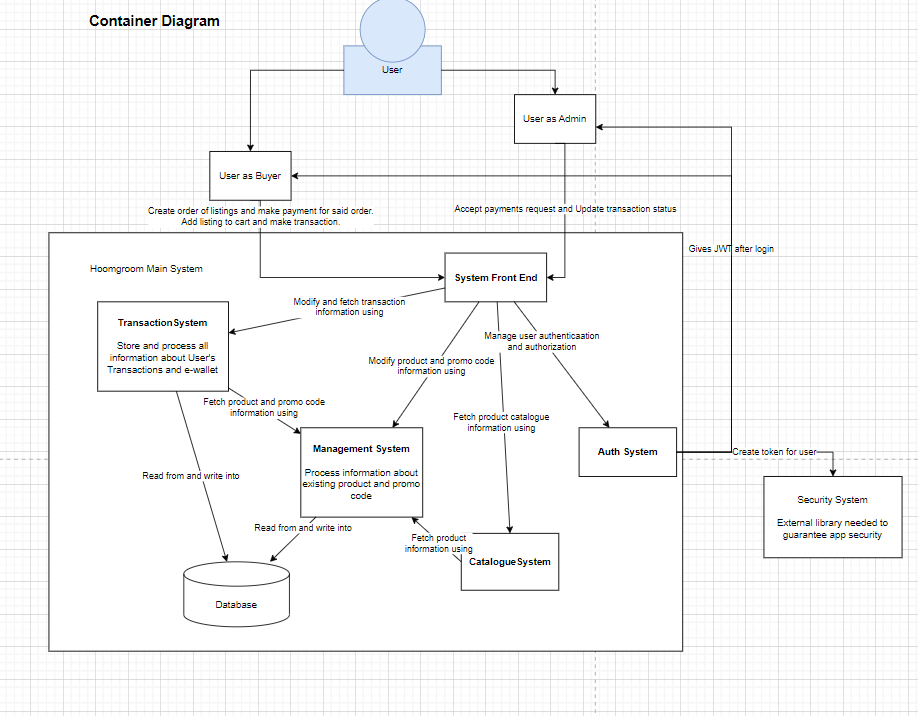 Container Diagram
User
User as Admin
User as Buyer
Create order of listings and make payment for said order.
Add listing to cart and make transaction.
Accept payments request and Update transaction status
Gives JWT after login
Hoomgroom Main System
System Front End
Modify and fetch transaction
information using
TransactionSystem
Store and process all
information about User's
Transactions and e-wallet
Manage user authenticaation
and authorization
Modify product and promo code
information using
Fetch product and promo code
information using
Fetch product catalogue
information using
Management System
Process information about
existing product and promo
code
Auth System
Create token for user
Read from and write into
Security System
External library needed to
guarantee app security
Read from and write into
Fetch product
information using
CatalogueSystem
Database